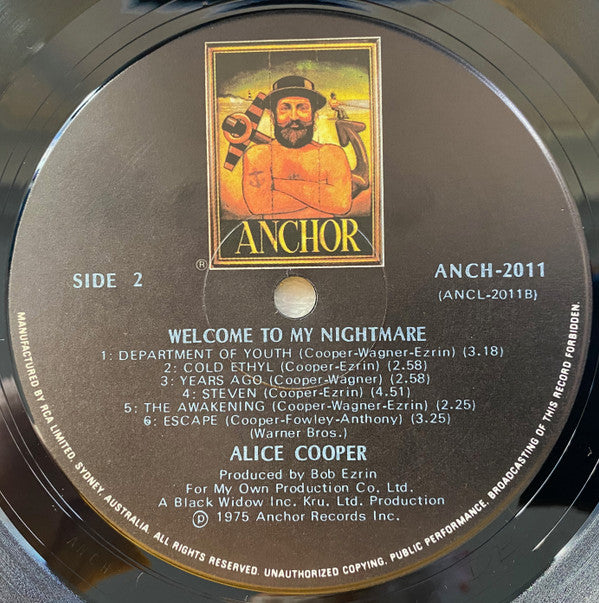 ANCHOR
®
SIDE 2
ANCH-2011
(ANCL-2011B)
WELCOME TO MY NIGHTMARE
1: DEPARTMENT OF YOUTH (Cooper-Wagner-Ezrin) (3.18)
2: COLD ETHYL (Cooper-Ezrin) (2.58)
3: YEARS AGO (Cooper-Wagner) (2.58)
4: STEVEN (Cooper-Ezrin) (4.51)
5: THE AWAKENING (Cooper-Wagner-Ezrin) (2.25)
6: ESCAPE (Cooper-Fowley-Anthony) (3.25)
(Warner Bros.)
ALICE COOPER
Produced by Bob Ezrin
For My Own Production Co. Ltd.
A Black Widow Inc. Kru. Ltd. Production
℗ 1975 Anchor Records Inc.
MANUFACTURED BY RCA LIMITED, SYDNEY, AUSTRALIA. ALL RIGHTS RESERVED. UNAUTHORIZED COPYING, PUBLIC PERFORMANCE, BROADCASTING OF THIS RECORD FORBIDDEN.